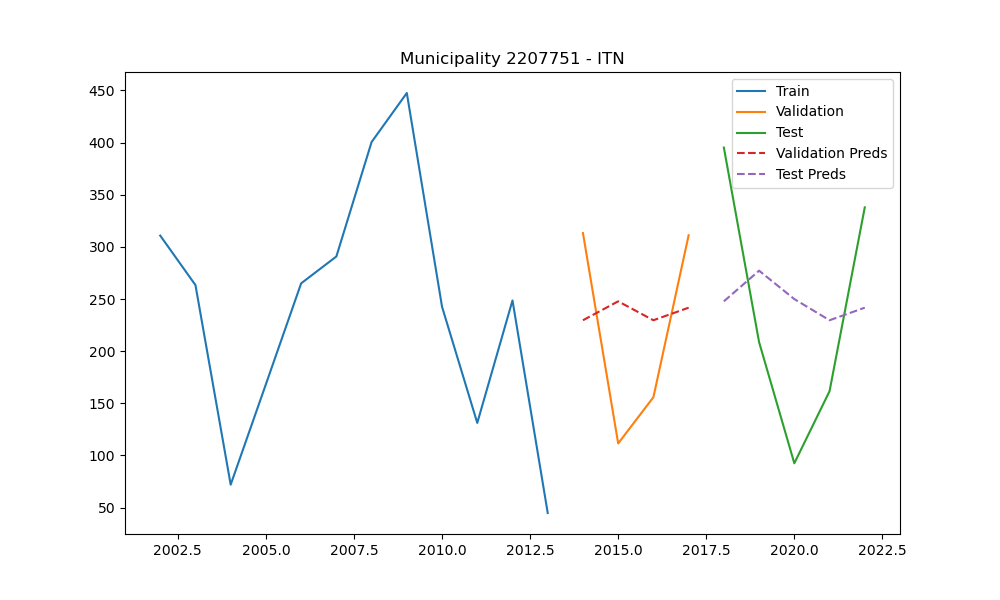 Municipality 2207751 - ITN
Train
Validation
Test
Validation Preds
Test Preds
450
400
350
300
250
200
150
100
50
2002.5 2005.0 2007.5 2010.0 2012.5 2015.0 2017.5 2020.0 2022.5